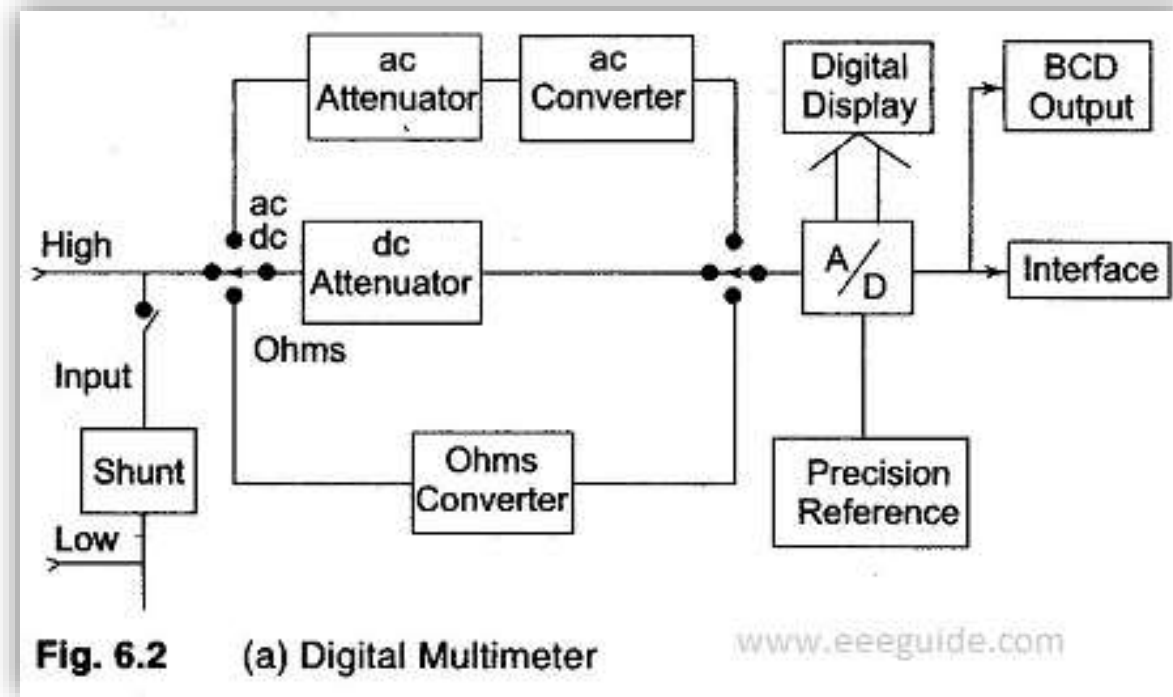 ac
Attenuator
ac
Converter
Digital
Display
BCD
Output
ac
dc
High
dc
Attenuator
A/D
Interface
Ohms
Input
Shunt
Ohms
Converter
Precision
Reference
Low
Fig. 6.2 (a) Digital Multimeter
www.eeeguide.com